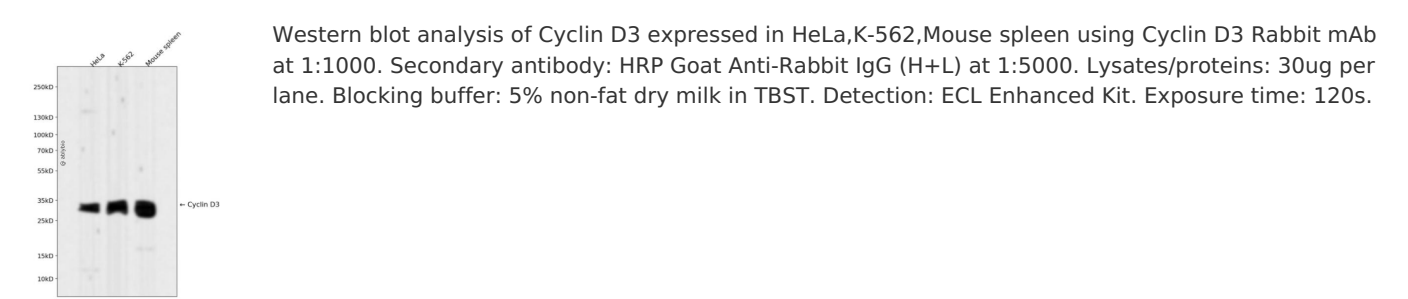 HeLa
K-562
Mouse spleen
250kD
130kD
100kD
70kD
55kD
35kD
25kD
15kD
10kD
← Cyclin D3
Western blot analysis of Cyclin D3 expressed in HeLa,K-562,Mouse spleen using Cyclin D3 Rabbit mAb
at 1:1000. Secondary antibody: HRP Goat Anti-Rabbit IgG (H+L) at 1:5000. Lysates/proteins: 30ug per
lane. Blocking buffer: 5% non-fat dry milk in TBST. Detection: ECL Enhanced Kit. Exposure time: 120s.